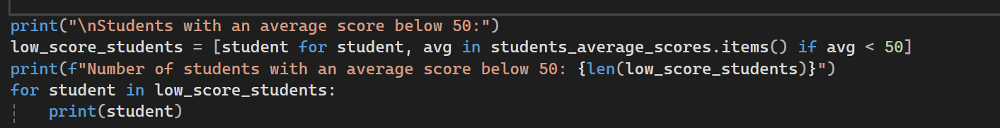 print("\nStudents with an average score below 50:")
low_score_students = [student for student, avg in students_average_scores.items() if avg < 50]
print(f"Number of students with an average score below 50: {len(low_score_students)}")
for student in low_score_students:
    print(student)